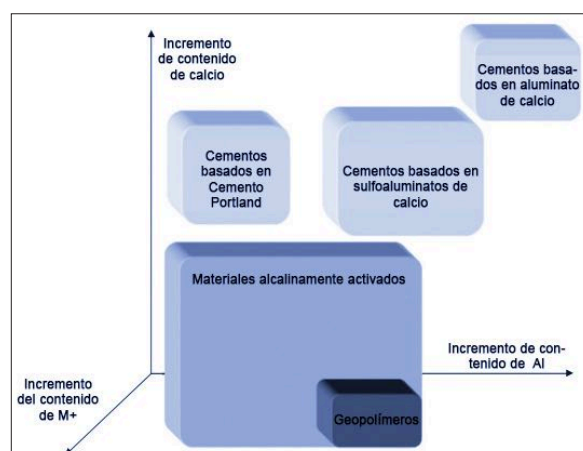 Incremento
de contenido
de calcio
Cementos basa-
dos en aluminato
de calcio
Cementos
basados en
Cemento
Portland
Cementos basados en
sulfoaluminatos de
calcio
Materiales alcalinamente activados
Incremento de con-
tenido de Al
Incremento
del contenido
de M+
Geopolímeros